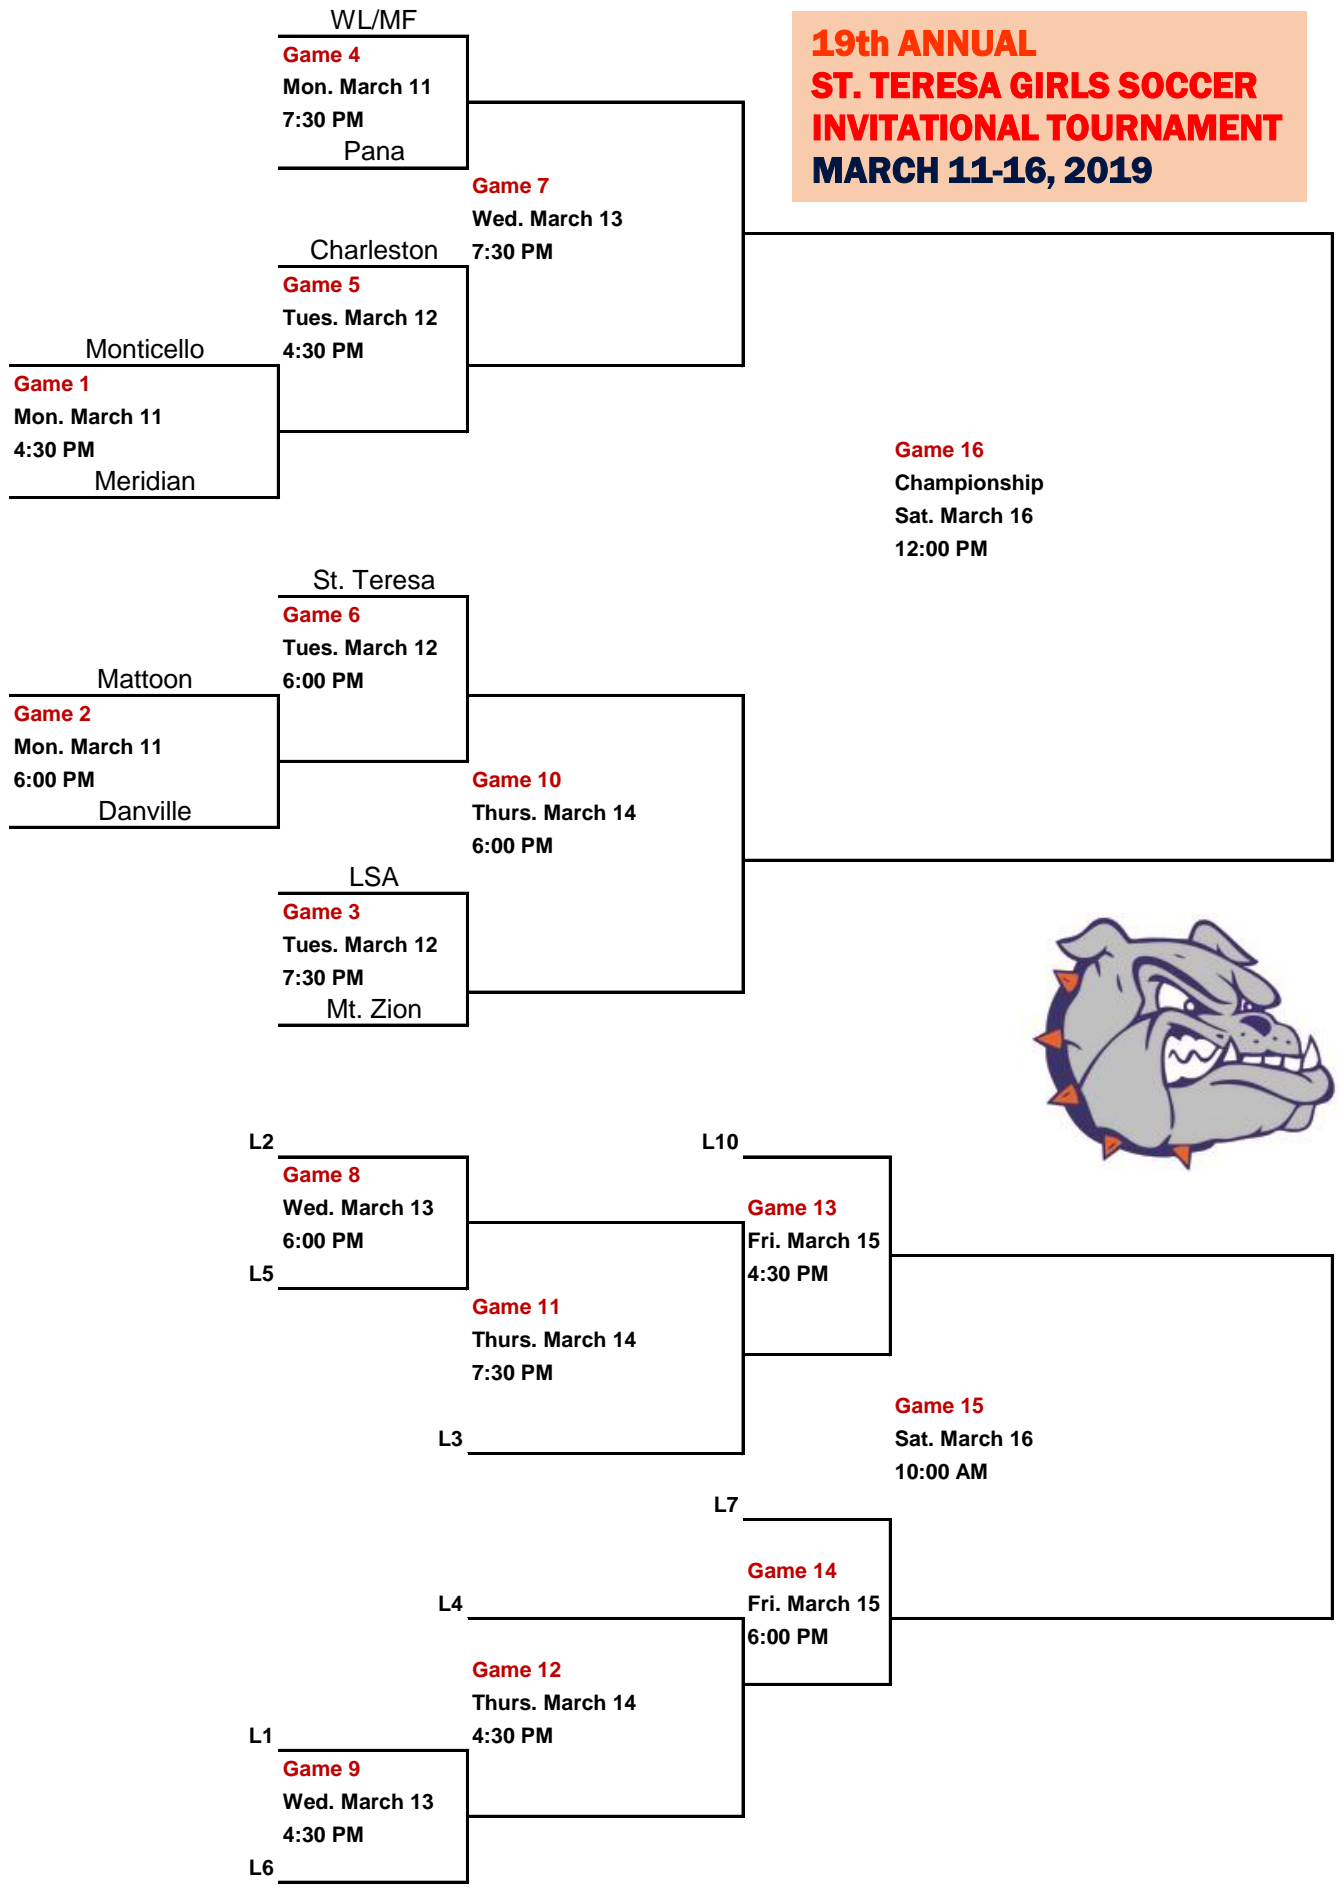 WL/MF
Game 4
Mon. March 11
7:30 PM
Pana
19th ANNUAL
ST. TERESA GIRLS SOCCER
INVITATIONAL TOURNAMENT
MARCH 11-16, 2019
Game 7
Wed. March 13
7:30 PM
Charleston
Game 5
Tues. March 12
4:30 PM
Monticello
Game 1
Mon. March 11
4:30 PM
Meridian
Game 16
Championship
Sat. March 16
12:00 PM
St. Teresa
Game 6
Tues. March 12
6:00 PM
Mattoon
Game 2
Mon. March 11
6:00 PM
Danville
Game 10
Thurs. March 14
6:00 PM
LSA
Game 3
Tues. March 12
7:30 PM
Mt. Zion
L2
Game 8
Wed. March 13
6:00 PM
L5
L10
Game 13
Fri. March 15
4:30 PM
Game 11
Thurs. March 14
7:30 PM
L3
Game 15
Sat. March 16
10:00 AM
L7
Game 14
Fri. March 15
6:00 PM
L4
Game 12
Thurs. March 14
4:30 PM
L1
Game 9
Wed. March 13
4:30 PM
L6